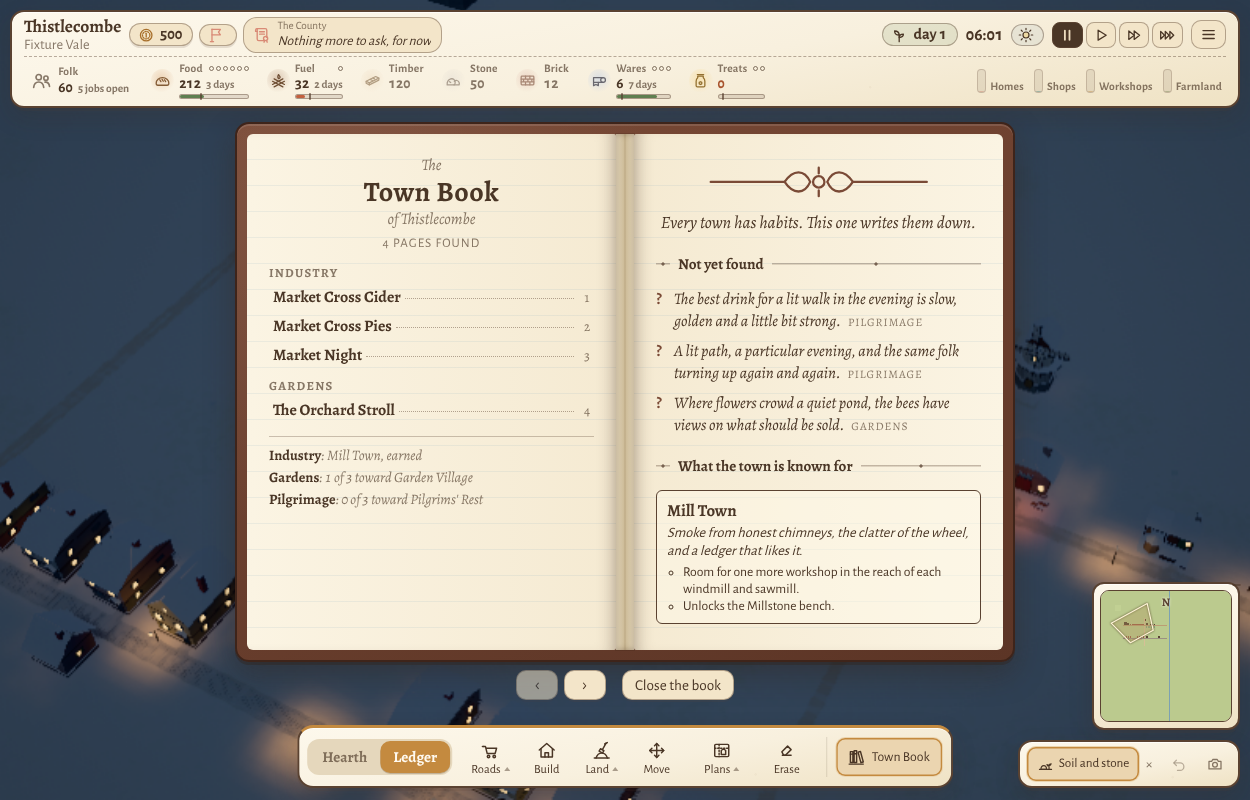 Thistlecombe
Fixture Vale
500
The County
Nothing more to ask, for now
day 1
06:01
Folk
60 5 jobs open
Food
212 3 days
Fuel
32 2 days
Timber
120
Stone
50
Brick
12
Wares
6 7 days
Treats
0
Homes
Shops
Workshops
Farmland
The
Town Book
of Thistlecombe
4 PAGES FOUND
INDUSTRY
Market Cross Cider 1
Market Cross Pies 2
Market Night 3
GARDENS
The Orchard Stroll 4
Industry: Mill Town, earned
Gardens: 1 of 3 toward Garden Village
Pilgrimage: 0 of 3 toward Pilgrims' Rest
Every town has habits. This one writes them down.
Not yet found
? The best drink for a lit walk in the evening is slow,
golden and a little bit strong. PILGRIMAGE
? A lit path, a particular evening, and the same folk
turning up again and again. PILGRIMAGE
? Where flowers crowd a quiet pond, the bees have
views on what should be sold. GARDENS
What the town is known for
Mill Town
Smoke from honest chimneys, the clatter of the wheel,
and a ledger that likes it.
Room for one more workshop in the reach of each
windmill and sawmill.
Unlocks the Millstone bench.
N
‹
›
Close the book
Hearth
Ledger
Roads
Build
Land
Move
Plans
Erase
Town Book
Soil and stone
×